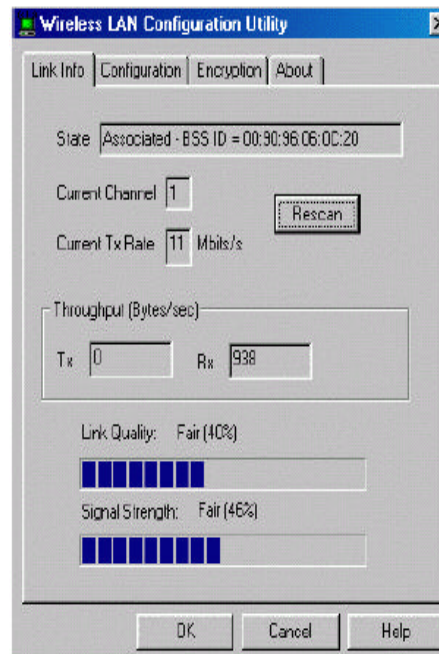 Wireless LAN Configuration Utility
Link Info Configuration Encryption About
State Associated - BSS ID = 00:90:96:06:0C:20
Current Channel 1
Rescan
Current Tx Rate 11 Mbits/s
Throughput (Bytes/sec)
Tx 0 Rx 938
Link Quality: Fair (40%)
Signal Strength: Fair (46%)
OK Cancel Help